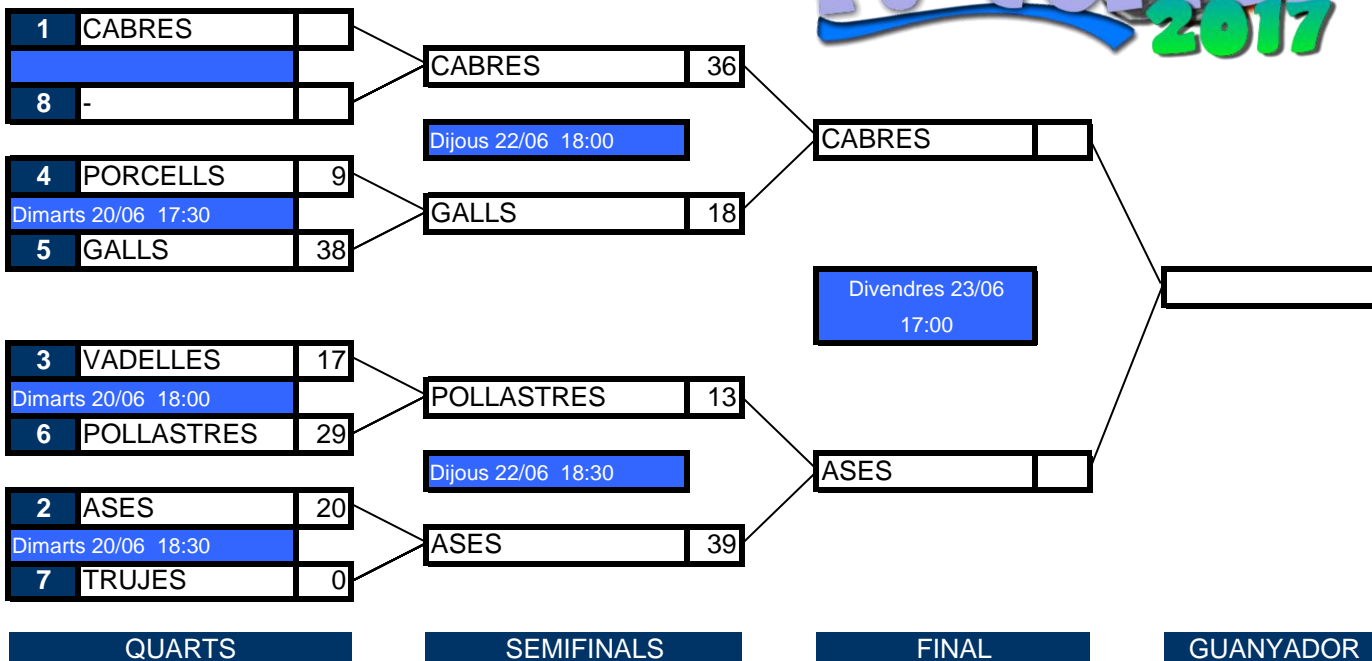 2017
1 CABRES
8 -
4 PORCELLS 9
Dimarts 20/06 17:30
5 GALLS 38
3 VADELLES 17
Dimarts 20/06 18:00
6 POLLASTRES 29
2 ASES 20
Dimarts 20/06 18:30
7 TRUJES 0
CABRES 36
Dijous 22/06 18:00
GALLS 18
POLLASTRES 13
Dijous 22/06 18:30
ASES 39
CABRES
Divendres 23/06
17:00
ASES
QUARTS
SEMIFINALS
FINAL
GUANYADOR